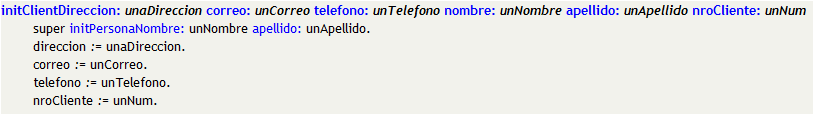 initClientDireccion: unaDireccion correo: unCorreo telefono: unTelefono nombre: unNombre apellido: unApellido nroCliente: unNum
super initPersonaNombre: unNombre apellido: unApellido.
direccion := unaDireccion.
correo := unCorreo.
telefono := unTelefono.
nroCliente := unNum.